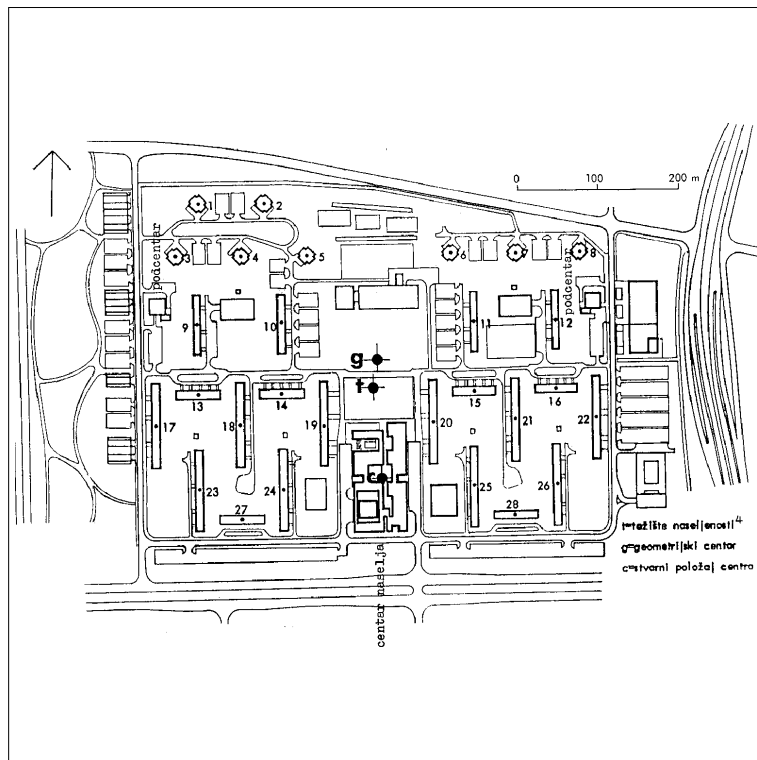 0 100 200 m
1 2
3 4 5 6 7 8
podcentar podcentar
9 10 11 12
g
t
13 14 15 16
17 18 19 20 21 22
23 24 25 26
27 28
c
centar naselja
t=težište naseljenosti 4
g=geometrijski centar
c=stvarni položaj centra